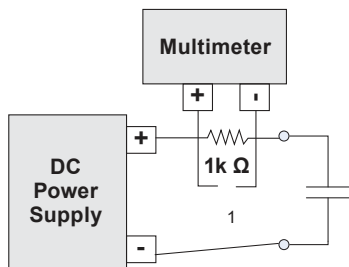 Multimeter
+ -
+
1k Ω
DC
Power
Supply
1
-